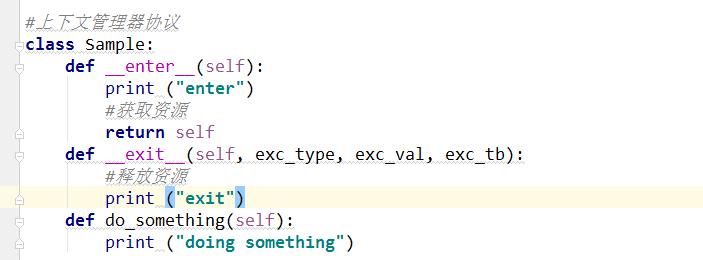 #上下文管理器协议
class Sample:
    def __enter__(self):
        print ("enter")
        #获取资源
        return self
    def __exit__(self, exc_type, exc_val, exc_tb):
        #释放资源
        print ("exit")
    def do_something(self):
        print ("doing something")